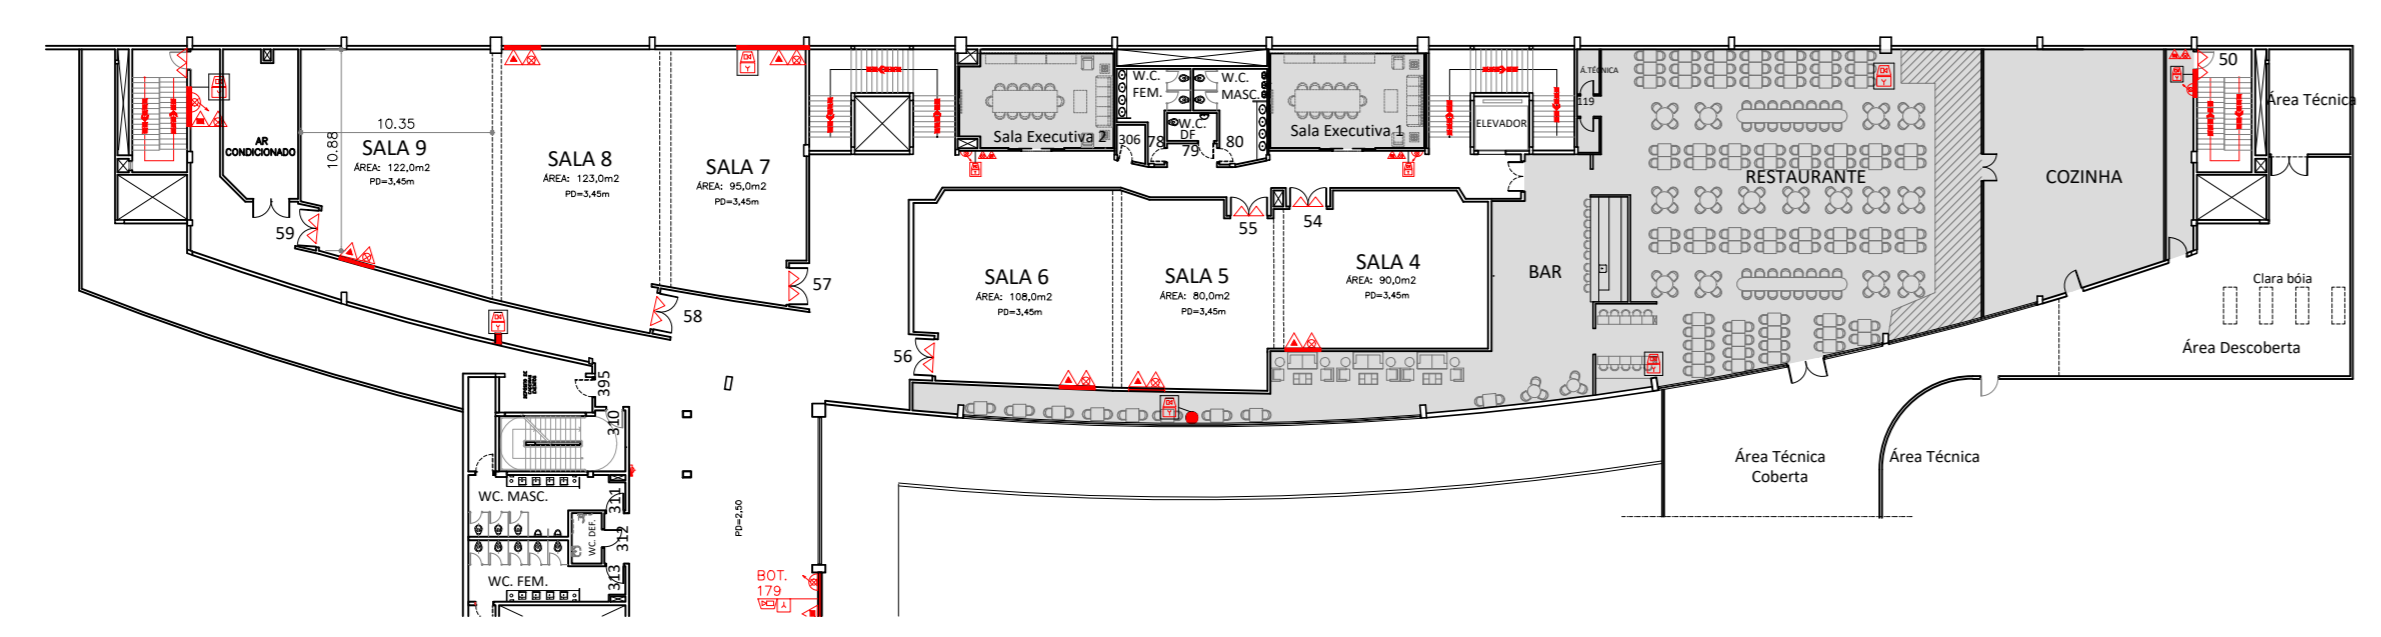 AR
CONDICIONADO
10.35
10.88
SALA 9
ÁREA: 122,0m2
PD=3,45m
59
SALA 8
ÁREA: 123,0m2
PD=3,45m
58
SALA 7
ÁREA: 95,0m2
PD=3,45m
57
Sala Executiva 2
W.C.
FEM.
W.C.
MASC.
W.C.
DF
306
78
79
80
Sala Executiva 1
ELEVADOR
Á.TÉCNICA
119
SALA 6
ÁREA: 108,0m2
PD=3,45m
56
SALA 5
ÁREA: 80,0m2
PD=3,45m
55
SALA 4
ÁREA: 90,0m2
PD=3,45m
54
BAR
RESTAURANTE
COZINHA
50
Área Técnica
Clara bóia
Área Descoberta
Área Técnica
Coberta
Área Técnica
395
310
WC. MASC.
311
WC. DEF.
312
WC. FEM.
313
PD=2,50
BOT.
179